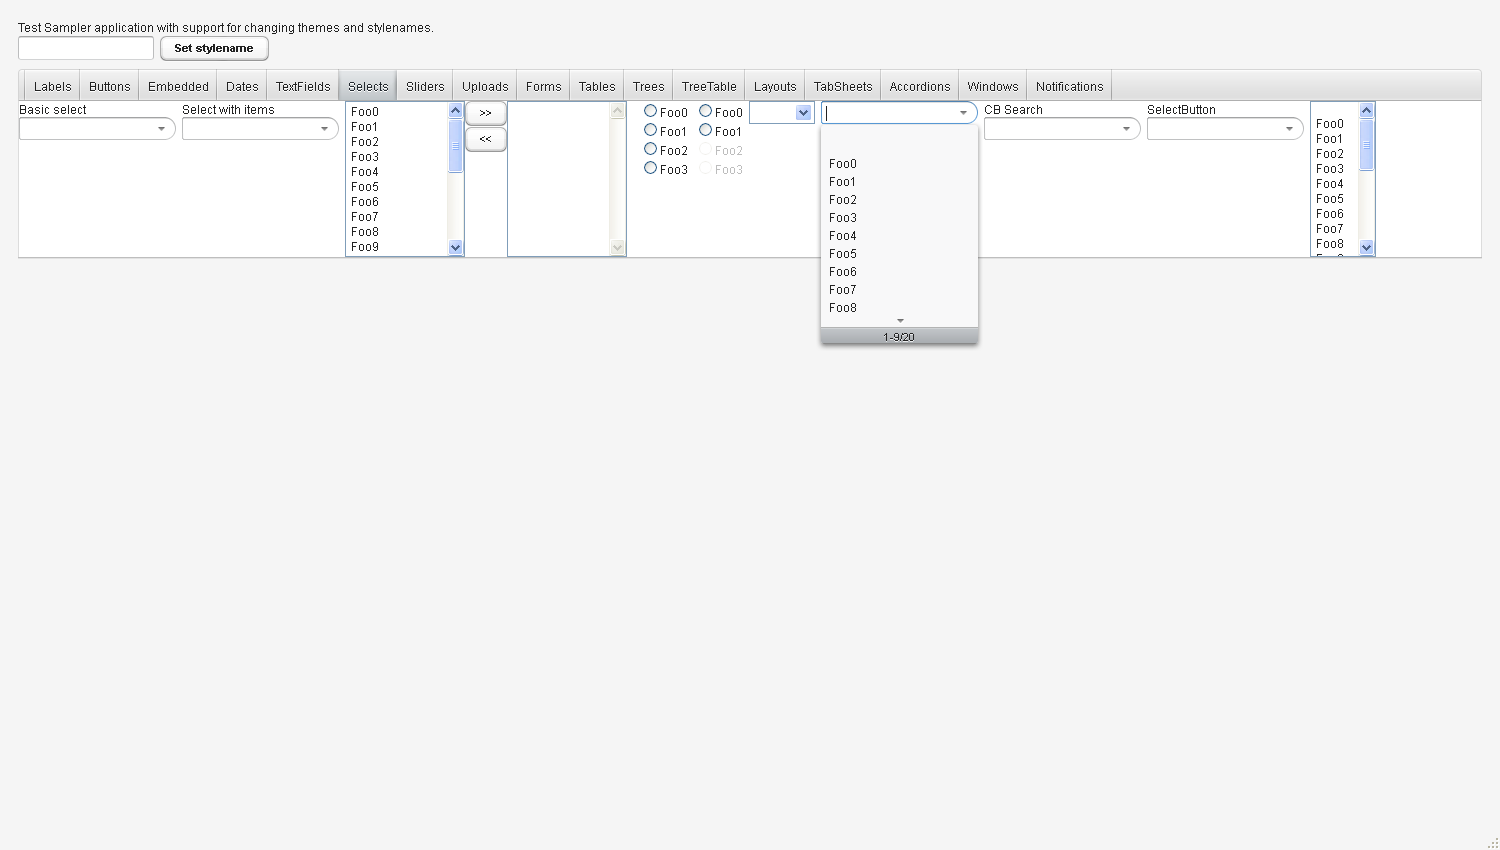 Test Sampler application with support for changing themes and stylenames.
Set stylename
Labels Buttons Embedded Dates TextFields Selects Sliders Uploads Forms Tables Trees TreeTable Layouts TabSheets Accordions Windows Notifications
Basic select
Select with items
Foo0
Foo1
Foo2
Foo3
Foo4
Foo5
Foo6
Foo7
Foo8
Foo9
>>
<<
Foo0
Foo1
Foo2
Foo3
Foo0
Foo1
Foo2
Foo3
Foo0
Foo1
Foo2
Foo3
Foo4
Foo5
Foo6
Foo7
Foo8
1-9/20
CB Search
SelectButton
Foo0
Foo1
Foo2
Foo3
Foo4
Foo5
Foo6
Foo7
Foo8